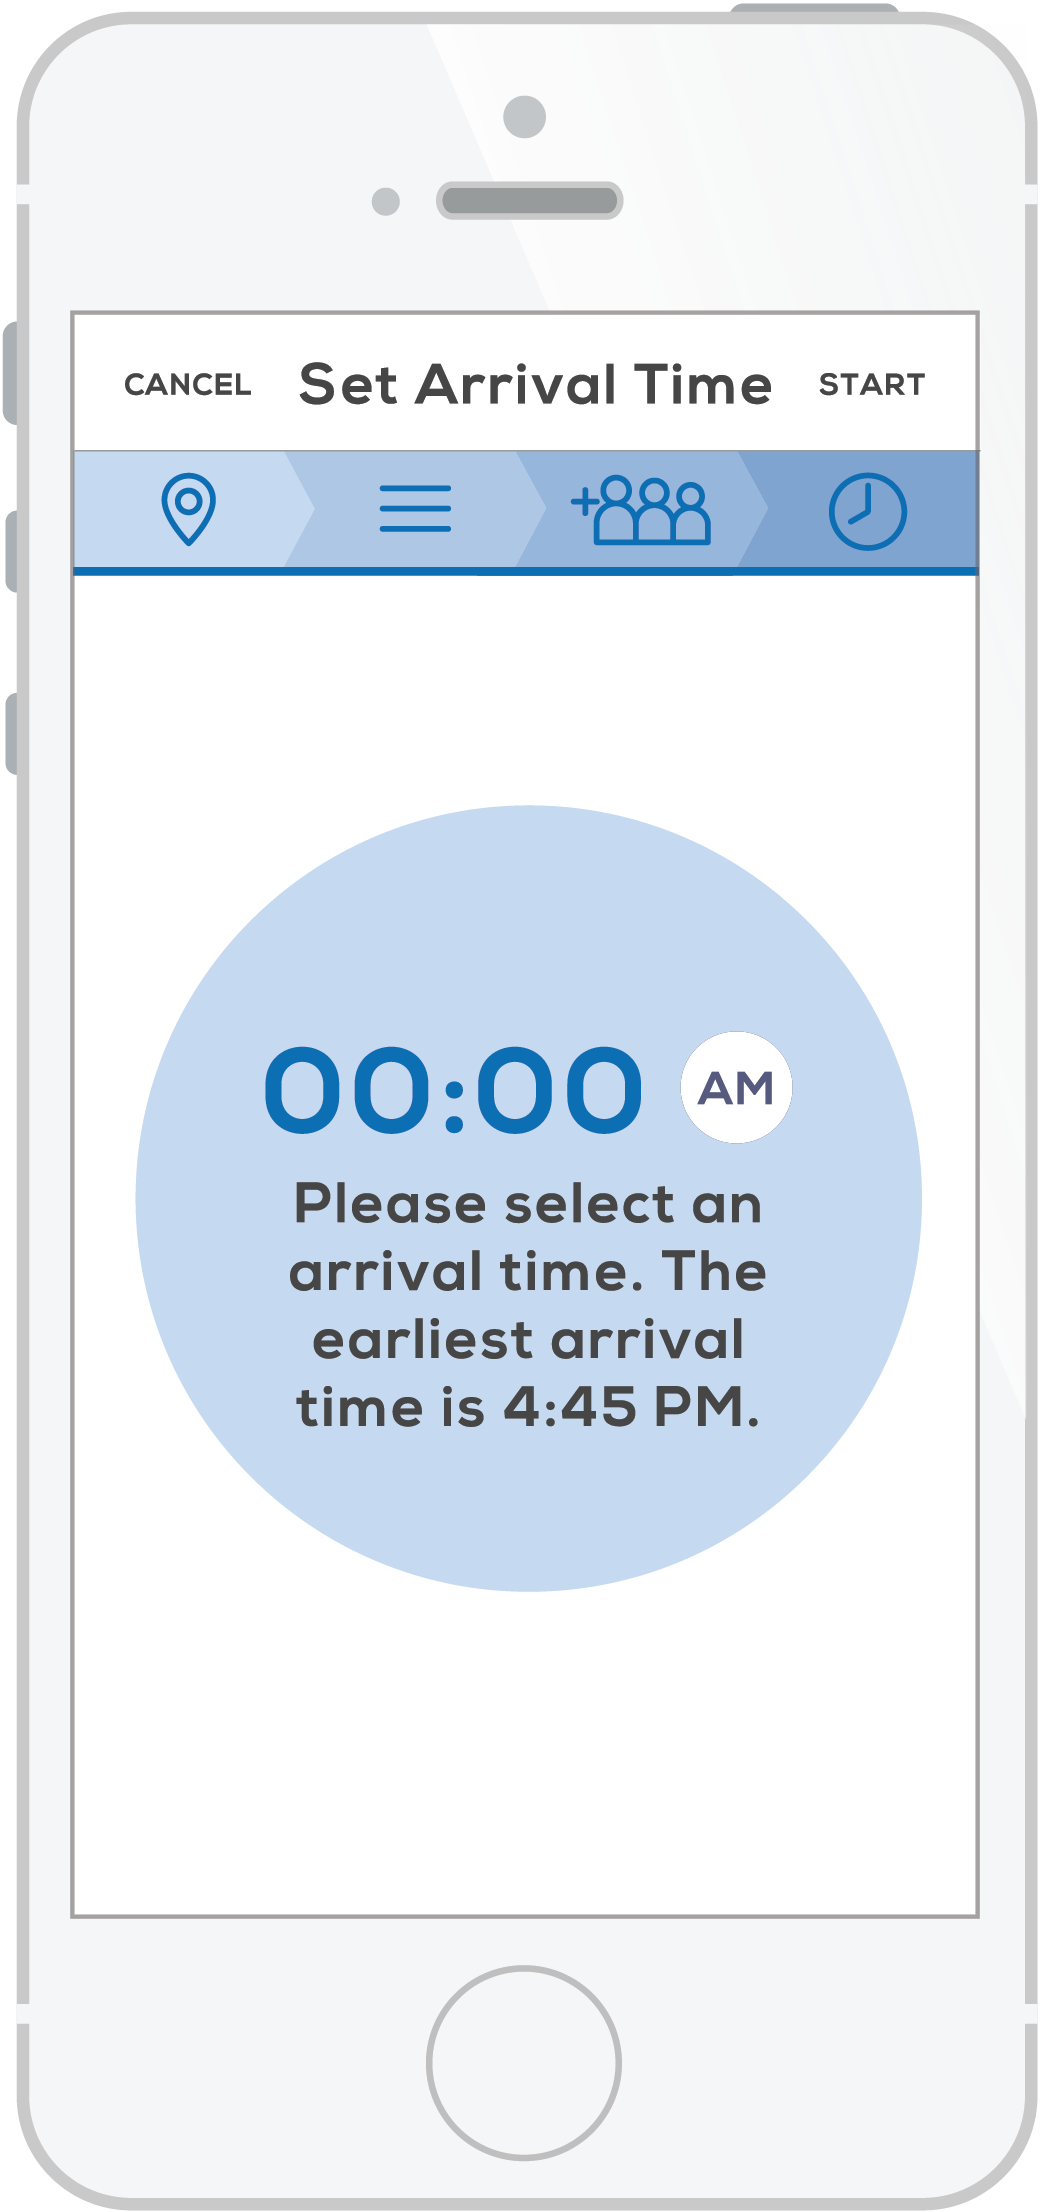 CANCEL Set Arrival Time START
00:00 AM
Please select an
arrival time. The
earliest arrival
time is 4:45 PM.